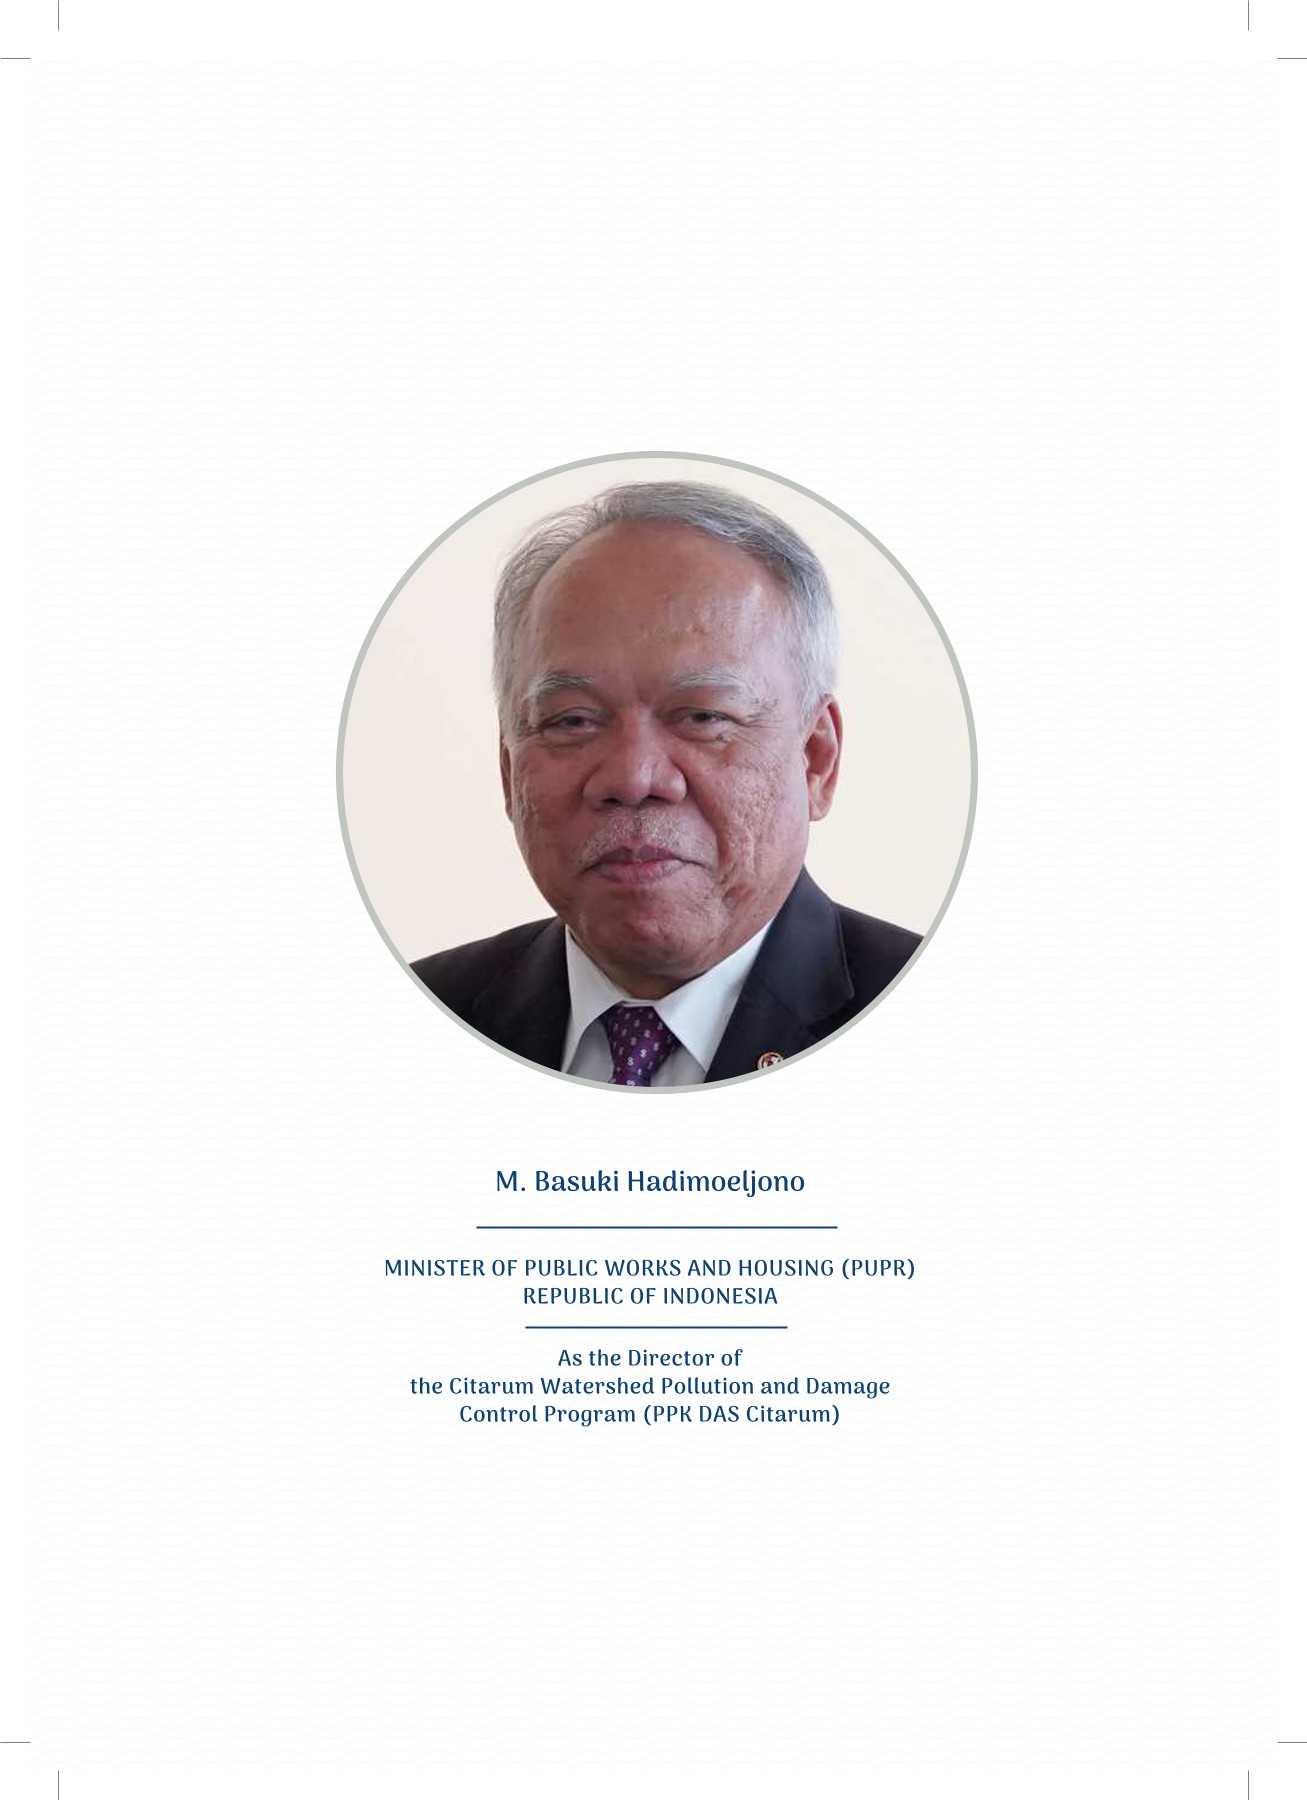 M. Basuki Hadimoeljono
MINISTER OF PUBLIC WORKS AND HOUSING (PUPR)
REPUBLIC OF INDONESIA
As the Director of
the Citarum Watershed Pollution and Damage
Control Program (PPK DAS Citarum)